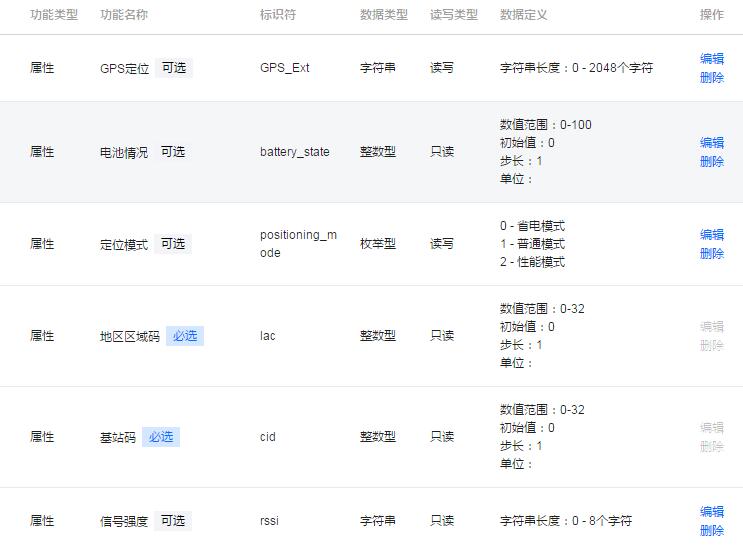 功能类型 功能名称 标识符 数据类型 读写类型 数据定义 操作
属性 GPS定位 可选 GPS_Ext 字符串 读写 字符串长度：0 - 2048个字符 编辑
删除
属性 电池情况 可选 battery_state 整数型 只读 数值范围：0-100
初始值：0
步长：1
单位：
编辑
删除
属性 定位模式 可选 positioning_m
ode
枚举型 读写 0 - 省电模式
1 - 普通模式
2 - 性能模式
编辑
删除
属性 地区区域码 必选 lac 整数型 只读 数值范围：0-32
初始值：0
步长：1
单位：
编辑
删除
属性 基站码 必选 cid 整数型 只读 数值范围：0-32
初始值：0
步长：1
单位：
编辑
删除
属性 信号强度 可选 rssi 字符串 只读 字符串长度：0 - 8个字符 编辑
删除